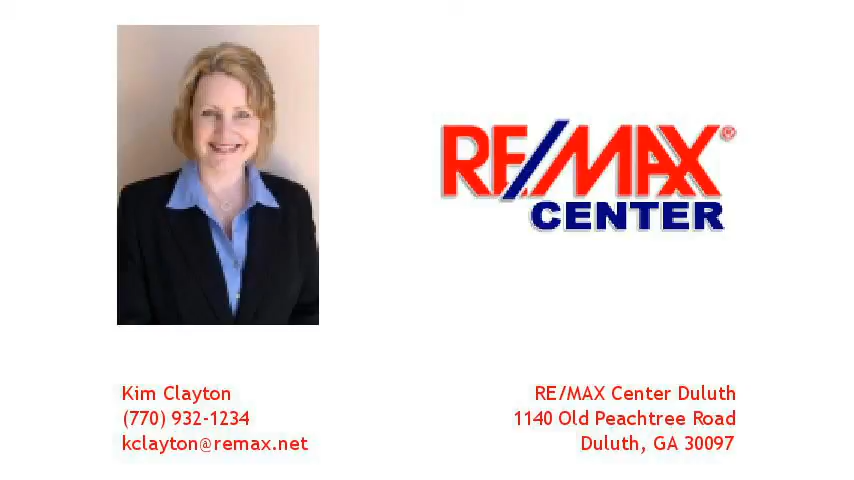 RE/MAX®
CENTER
Kim Clayton
(770) 932-1234
kclayton@remax.net
RE/MAX Center Duluth
1140 Old Peachtree Road
Duluth, GA 30097